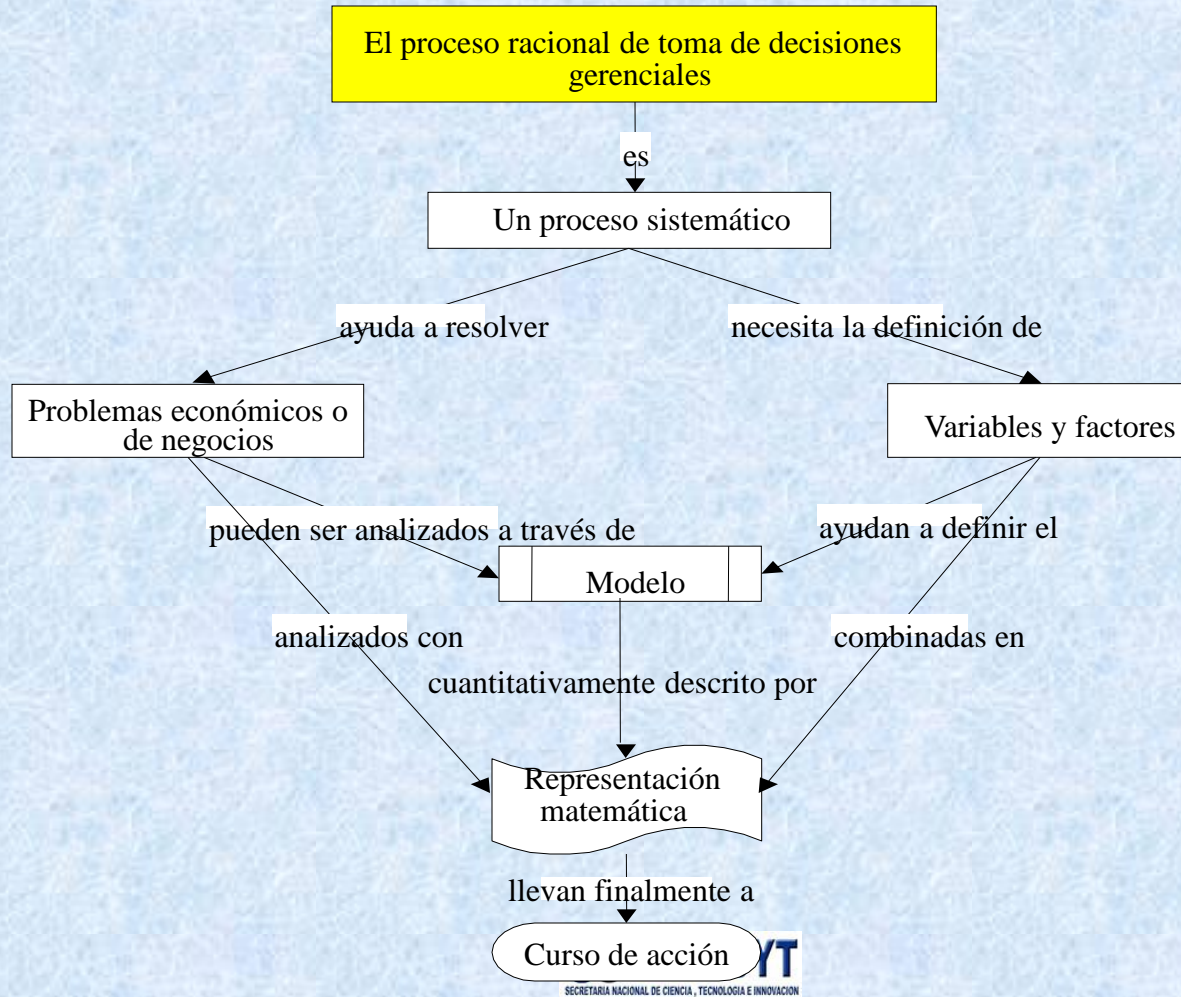 El proceso racional de toma de decisiones
gerenciales
es
Un proceso sistemático
ayuda a resolver
necesita la definición de
Problemas económicos o
de negocios
Variables y factores
pueden ser analizados a través de
ayudan a definir el
Modelo
analizados con
combinadas en
cuantitativamente descrito por
Representación
matemática
llevan finalmente a
Curso de acción
YT
SECRETARIA NACIONAL DE CIENCIA , TECNOLOGIA E INNOVACION